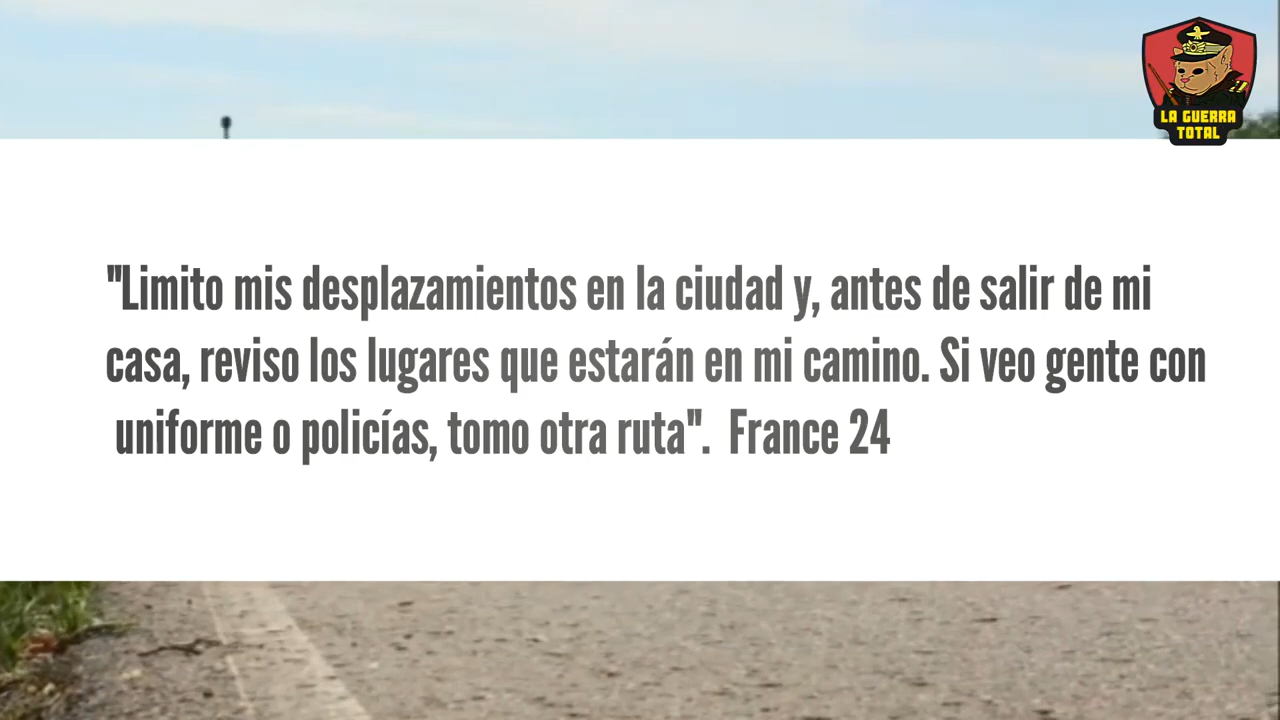 LA GUERRA
TOTAL
"Limito mis desplazamientos en la ciudad y, antes de salir de mi
casa, reviso los lugares que estarán en mi camino. Si veo gente con
uniforme o policías, tomo otra ruta". France 24